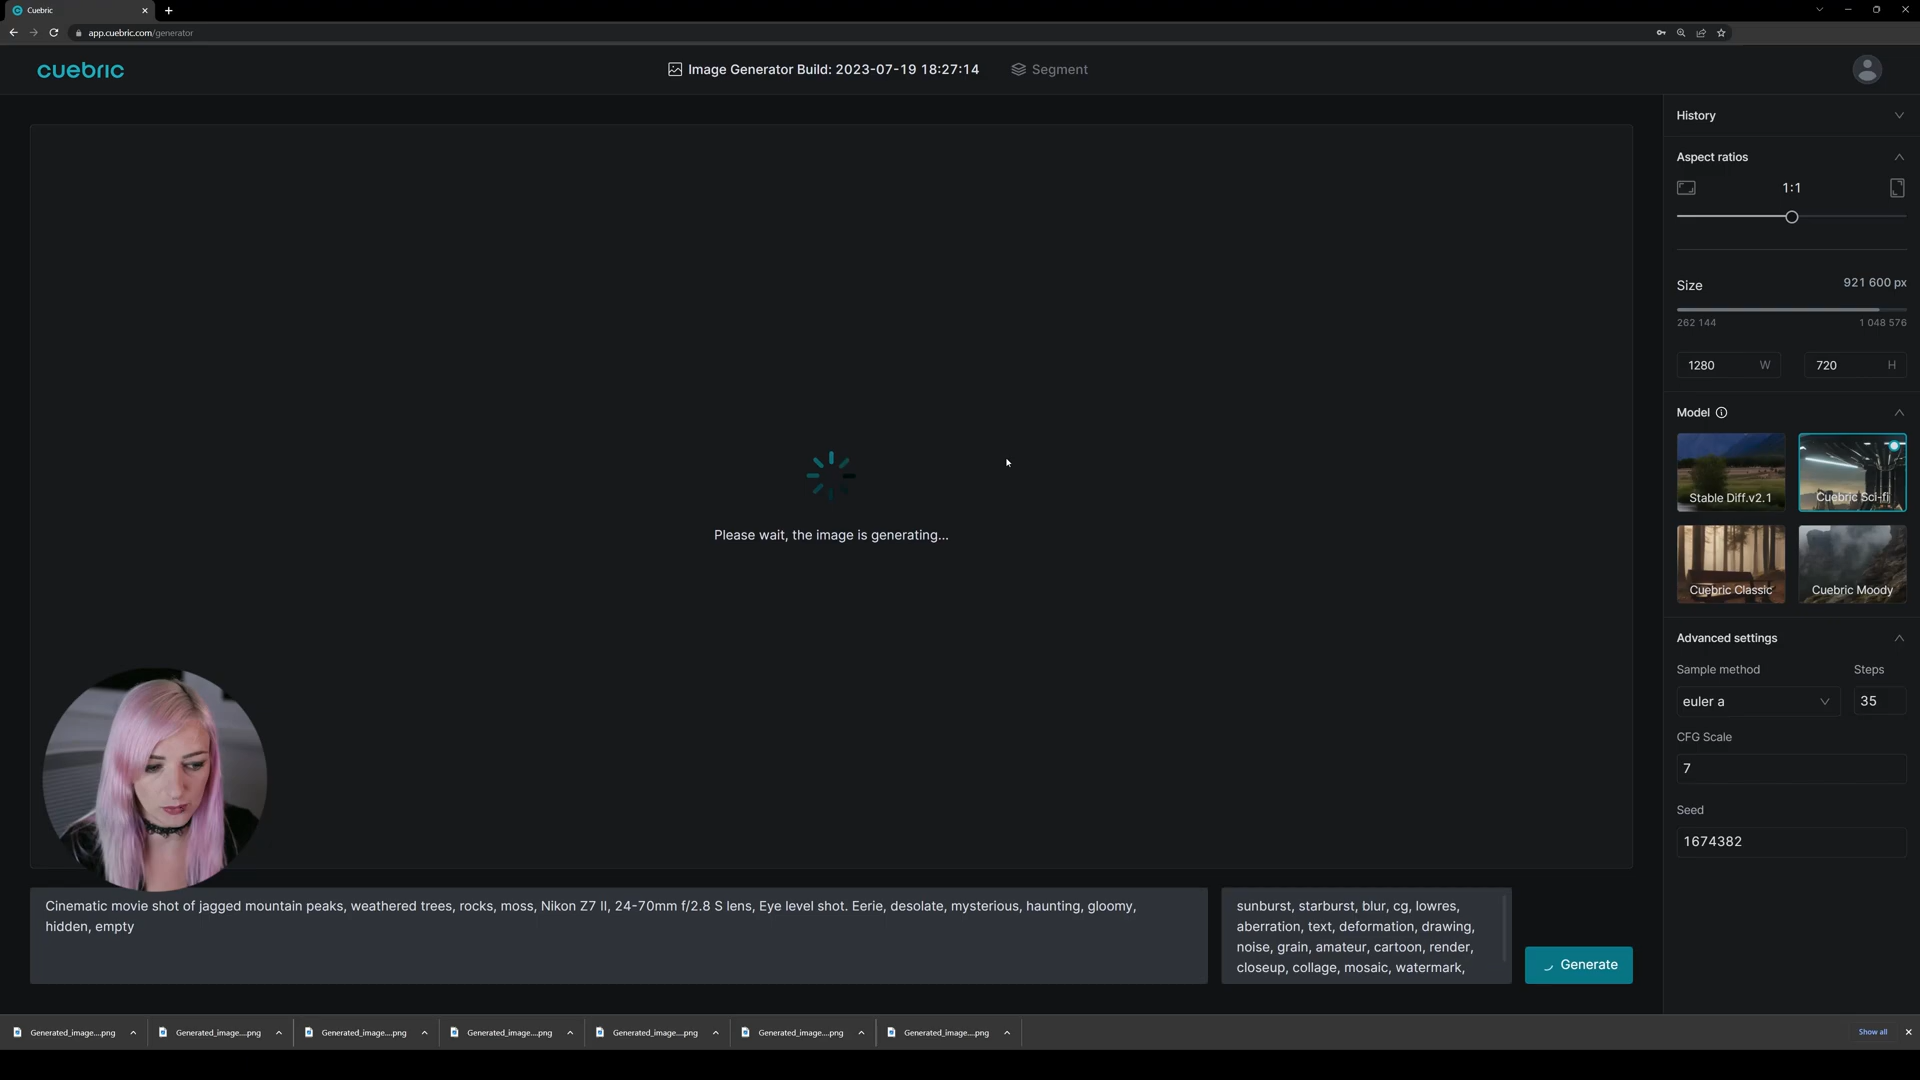 Cuebric
app.cuebric.com/generator
cuebric
Image Generator Build: 2023-07-19 18:27:14
Segment
History
Aspect ratios
1:1
Size
921 600 px
262 144
1 048 576
1280 W
720 H
Model
Stable Diff.v2.1
Cuebric Sci-fi
Cuebric Classic
Cuebric Moody
Advanced settings
Sample method
Steps
euler a
35
CFG Scale
7
Seed
1674382
Please wait, the image is generating...
Cinematic movie shot of jagged mountain peaks, weathered trees, rocks, moss, Nikon Z7 II, 24-70mm f/2.8 S lens, Eye level shot. Eerie, desolate, mysterious, haunting, gloomy,
hidden, empty
sunburst, starburst, blur, cg, lowres,
aberration, text, deformation, drawing,
noise, grain, amateur, cartoon, render,
closeup, collage, mosaic, watermark,
Generate
Generated_image....png
Generated_image....png
Generated_image....png
Generated_image....png
Generated_image....png
Generated_image....png
Generated_image....png
Show all